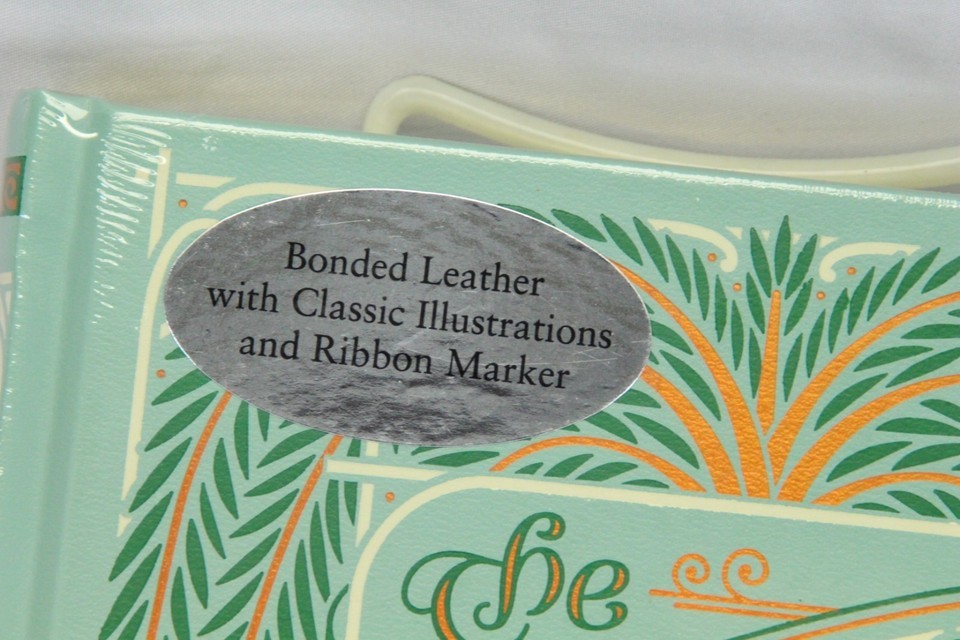 Bonded Leather
with Classic Illustrations
and Ribbon Marker
The